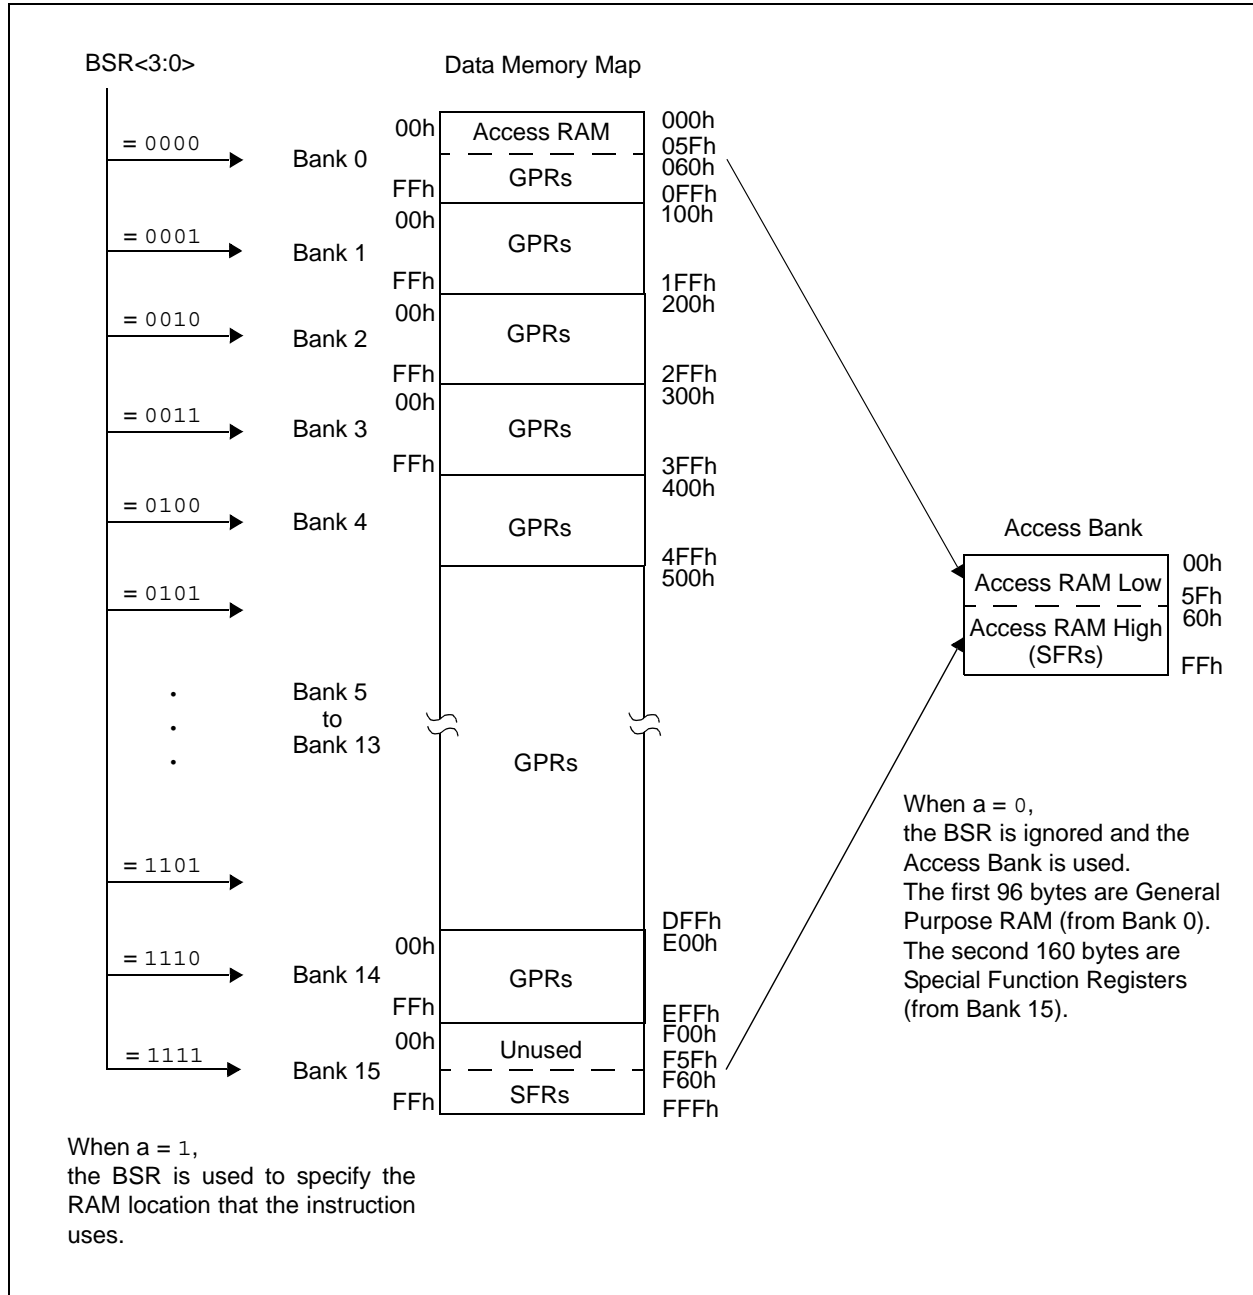 BSR<3:0>
Data Memory Map
= 0000
Bank 0
00h
Access RAM
000h
05Fh
060h
FFh
GPRs
0FFh
= 0001
Bank 1
00h
GPRs
100h
FFh
1FFh
= 0010
Bank 2
00h
GPRs
200h
FFh
2FFh
= 0011
Bank 3
00h
GPRs
300h
FFh
3FFh
= 0100
Bank 4
GPRs
400h
4FFh
= 0101
500h
.
.
.
Bank 5
to
Bank 13
GPRs
= 1101
DFFh
= 1110
Bank 14
00h
GPRs
E00h
FFh
EFFh
= 1111
Bank 15
00h
Unused
F00h
F5Fh
F60h
FFh
SFRs
FFFh
Access Bank
Access RAM Low
00h
5Fh
Access RAM High
(SFRs)
60h
FFh
When a = 0,
the BSR is ignored and the
Access Bank is used.
The first 96 bytes are General
Purpose RAM (from Bank 0).
The second 160 bytes are
Special Function Registers
(from Bank 15).
When a = 1,
the BSR is used to specify the
RAM location that the instruction
uses.